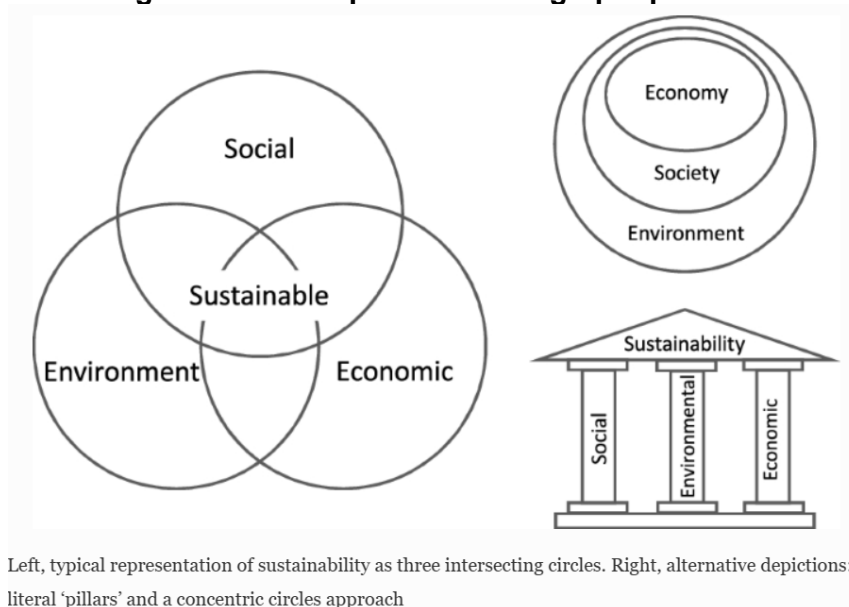 Social
Sustainable
Environment
Economic
Economy
Society
Environment
Sustainability
Social
Environmental
Economic
Left, typical representation of sustainability as three intersecting circles. Right, alternative depictions:
literal ‘pillars’ and a concentric circles approach